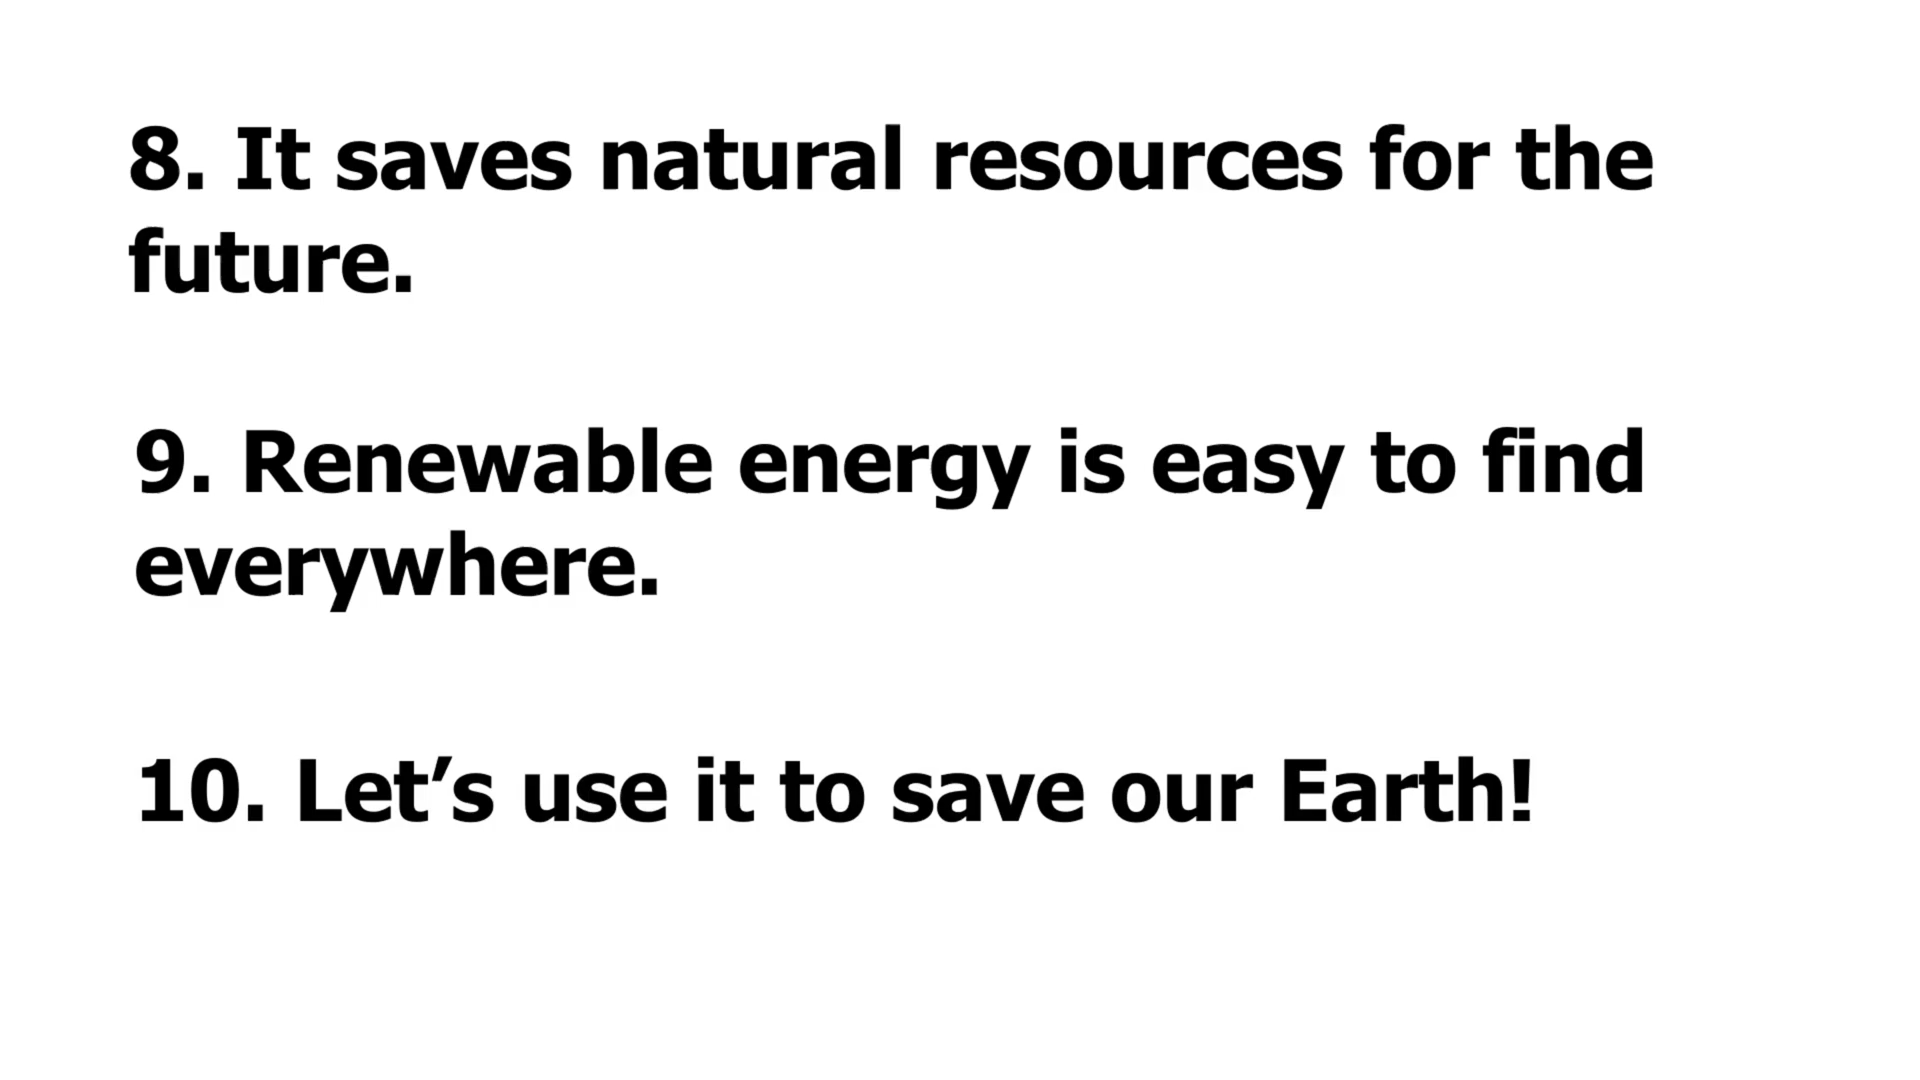 8. It saves natural resources for the
future.
9. Renewable energy is easy to find
everywhere.
10. Let’s use it to save our Earth!